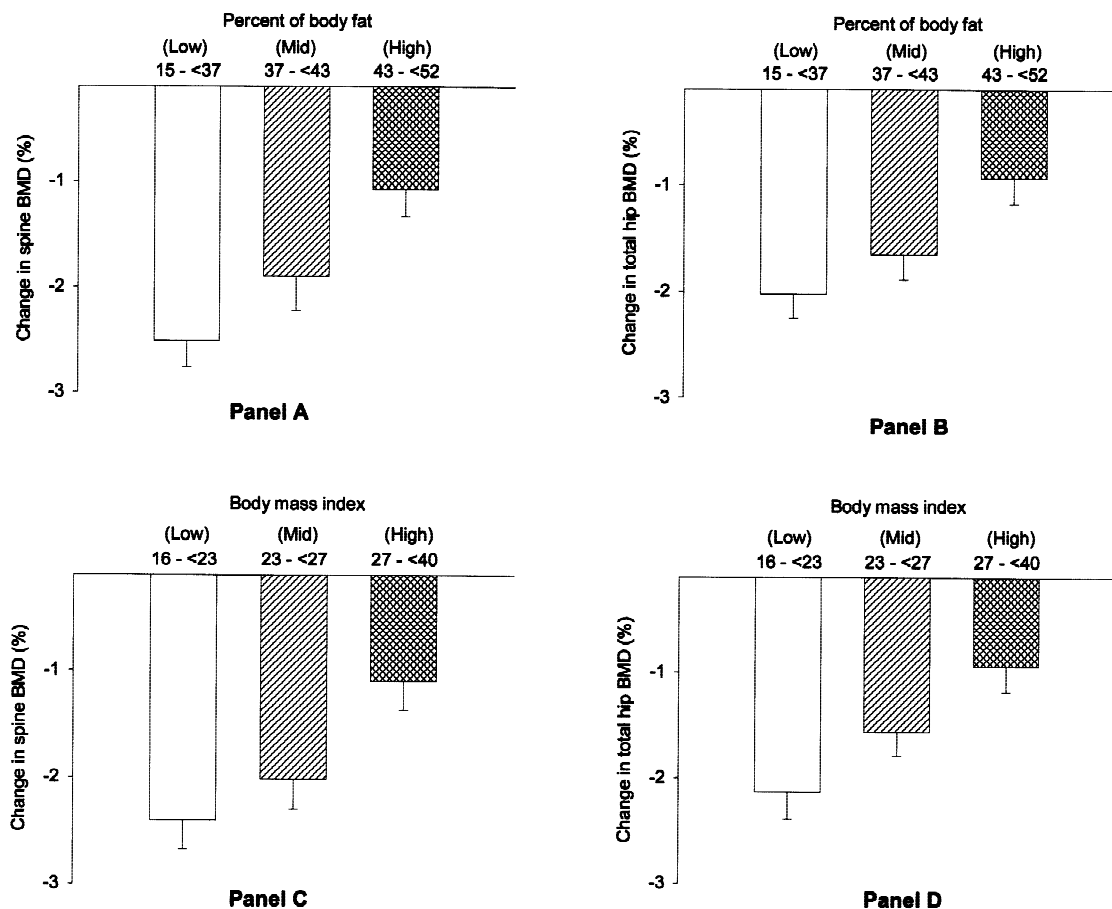 Percent of body fat
(Low) (Mid) (High)
15 - <37 37 - <43 43 - <52
Change in spine BMD (%)
-1
-2
-3
Panel A
Percent of body fat
(Low) (Mid) (High)
15 - <37 37 - <43 43 - <52
Change in total hip BMD (%)
-1
-2
-3
Panel B
Body mass index
(Low) (Mid) (High)
16 - <23 23 - <27 27 - <40
Change in spine BMD (%)
-1
-2
-3
Panel C
Body mass index
(Low) (Mid) (High)
16 - <23 23 - <27 27 - <40
Change in total hip BMD (%)
-1
-2
-3
Panel D